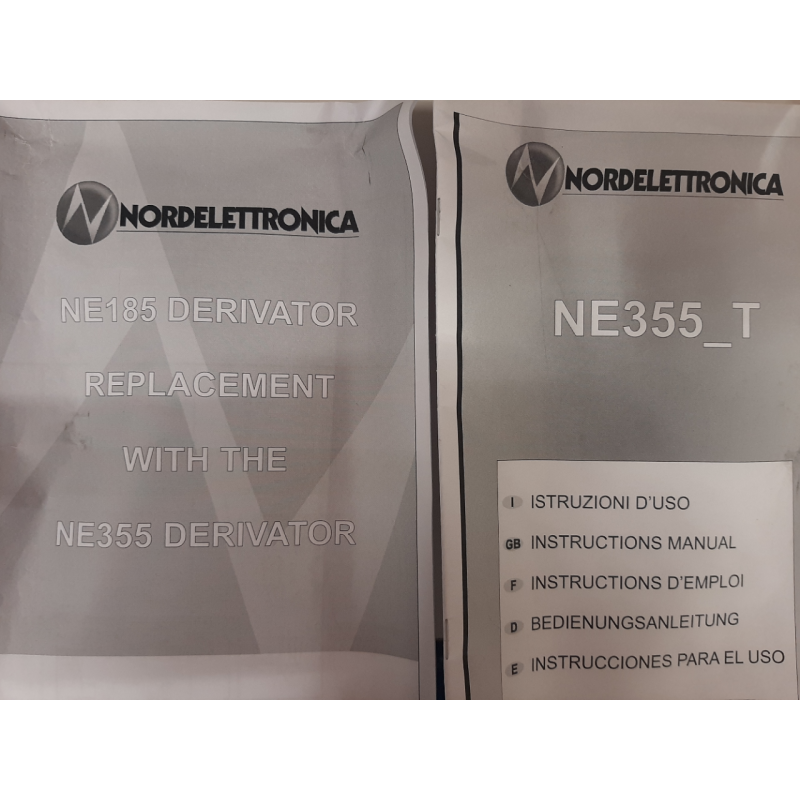 NORDELETTRONICA
NE185 DERIVATOR
REPLACEMENT
WITH THE
NE355 DERIVATOR
NORDELETTRONICA
NE355_T
I ISTRUZIONI D'USO
GB INSTRUCTIONS MANUAL
F INSTRUCTIONS D'EMPLOI
D BEDIENUNGSANLEITUNG
E INSTRUCCIONES PARA EL USO